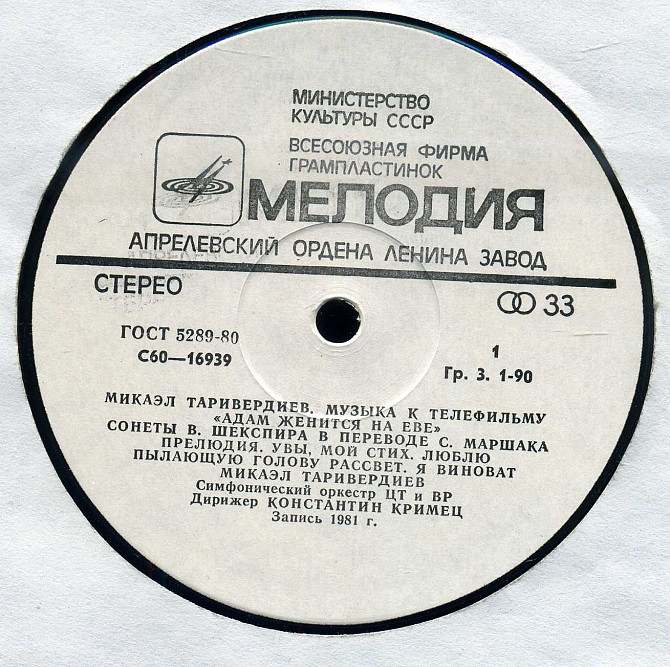 МИНИСТЕРСТВО
КУЛЬТУРЫ СССР
ВСЕСОЮЗНАЯ ФИРМА
ГРАМПЛАСТИНОК
МЕЛОДИЯ
АПРЕЛЕВСКИЙ ОРДЕНА ЛЕНИНА ЗАВОД
СТЕРЕО
33
ГОСТ 5289-80
С60—16939
1
Гр. 3. 1-90
МИКАЭЛ ТАРИВЕРДИЕВ. МУЗЫКА К ТЕЛЕФИЛЬМУ
«АДАМ ЖЕНИТСЯ НА ЕВЕ»
СОНЕТЫ В. ШЕКСПИРА В ПЕРЕВОДЕ С. МАРШАКА
ПРЕЛЮДИЯ. УВЫ, МОЙ СТИХ. ЛЮБЛЮ
ПЫЛАЮЩУЮ ГОЛОВУ РАССВЕТ. Я ВИНОВАТ
МИКАЭЛ ТАРИВЕРДИЕВ
Симфонический оркестр ЦТ и ВР
Дирижер КОНСТАНТИН КРИМЕЦ
Запись 1981 г.